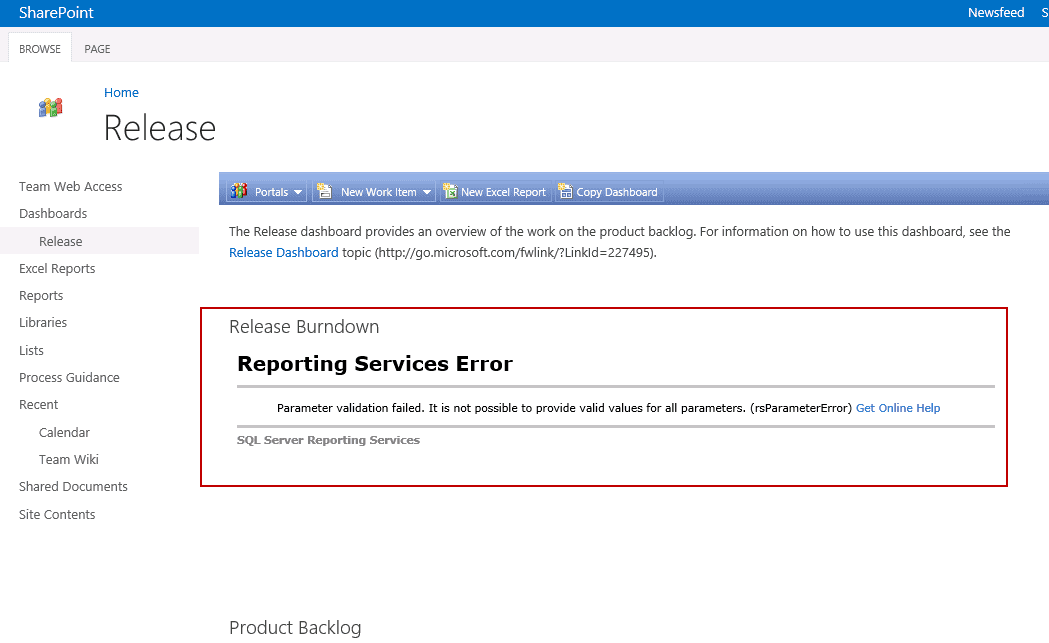 SharePoint
Newsfeed S
BROWSE PAGE
Home
Release
Team Web Access
Dashboards
Release
Excel Reports
Reports
Libraries
Lists
Process Guidance
Recent
Calendar
Team Wiki
Shared Documents
Site Contents
Portals New Work Item New Excel Report Copy Dashboard
The Release dashboard provides an overview of the work on the product backlog. For information on how to use this dashboard, see the
Release Dashboard topic (http://go.microsoft.com/fwlink/?LinkId=227495).
Release Burndown
Reporting Services Error
Parameter validation failed. It is not possible to provide valid values for all parameters. (rsParameterError) Get Online Help
SQL Server Reporting Services
Product Backlog